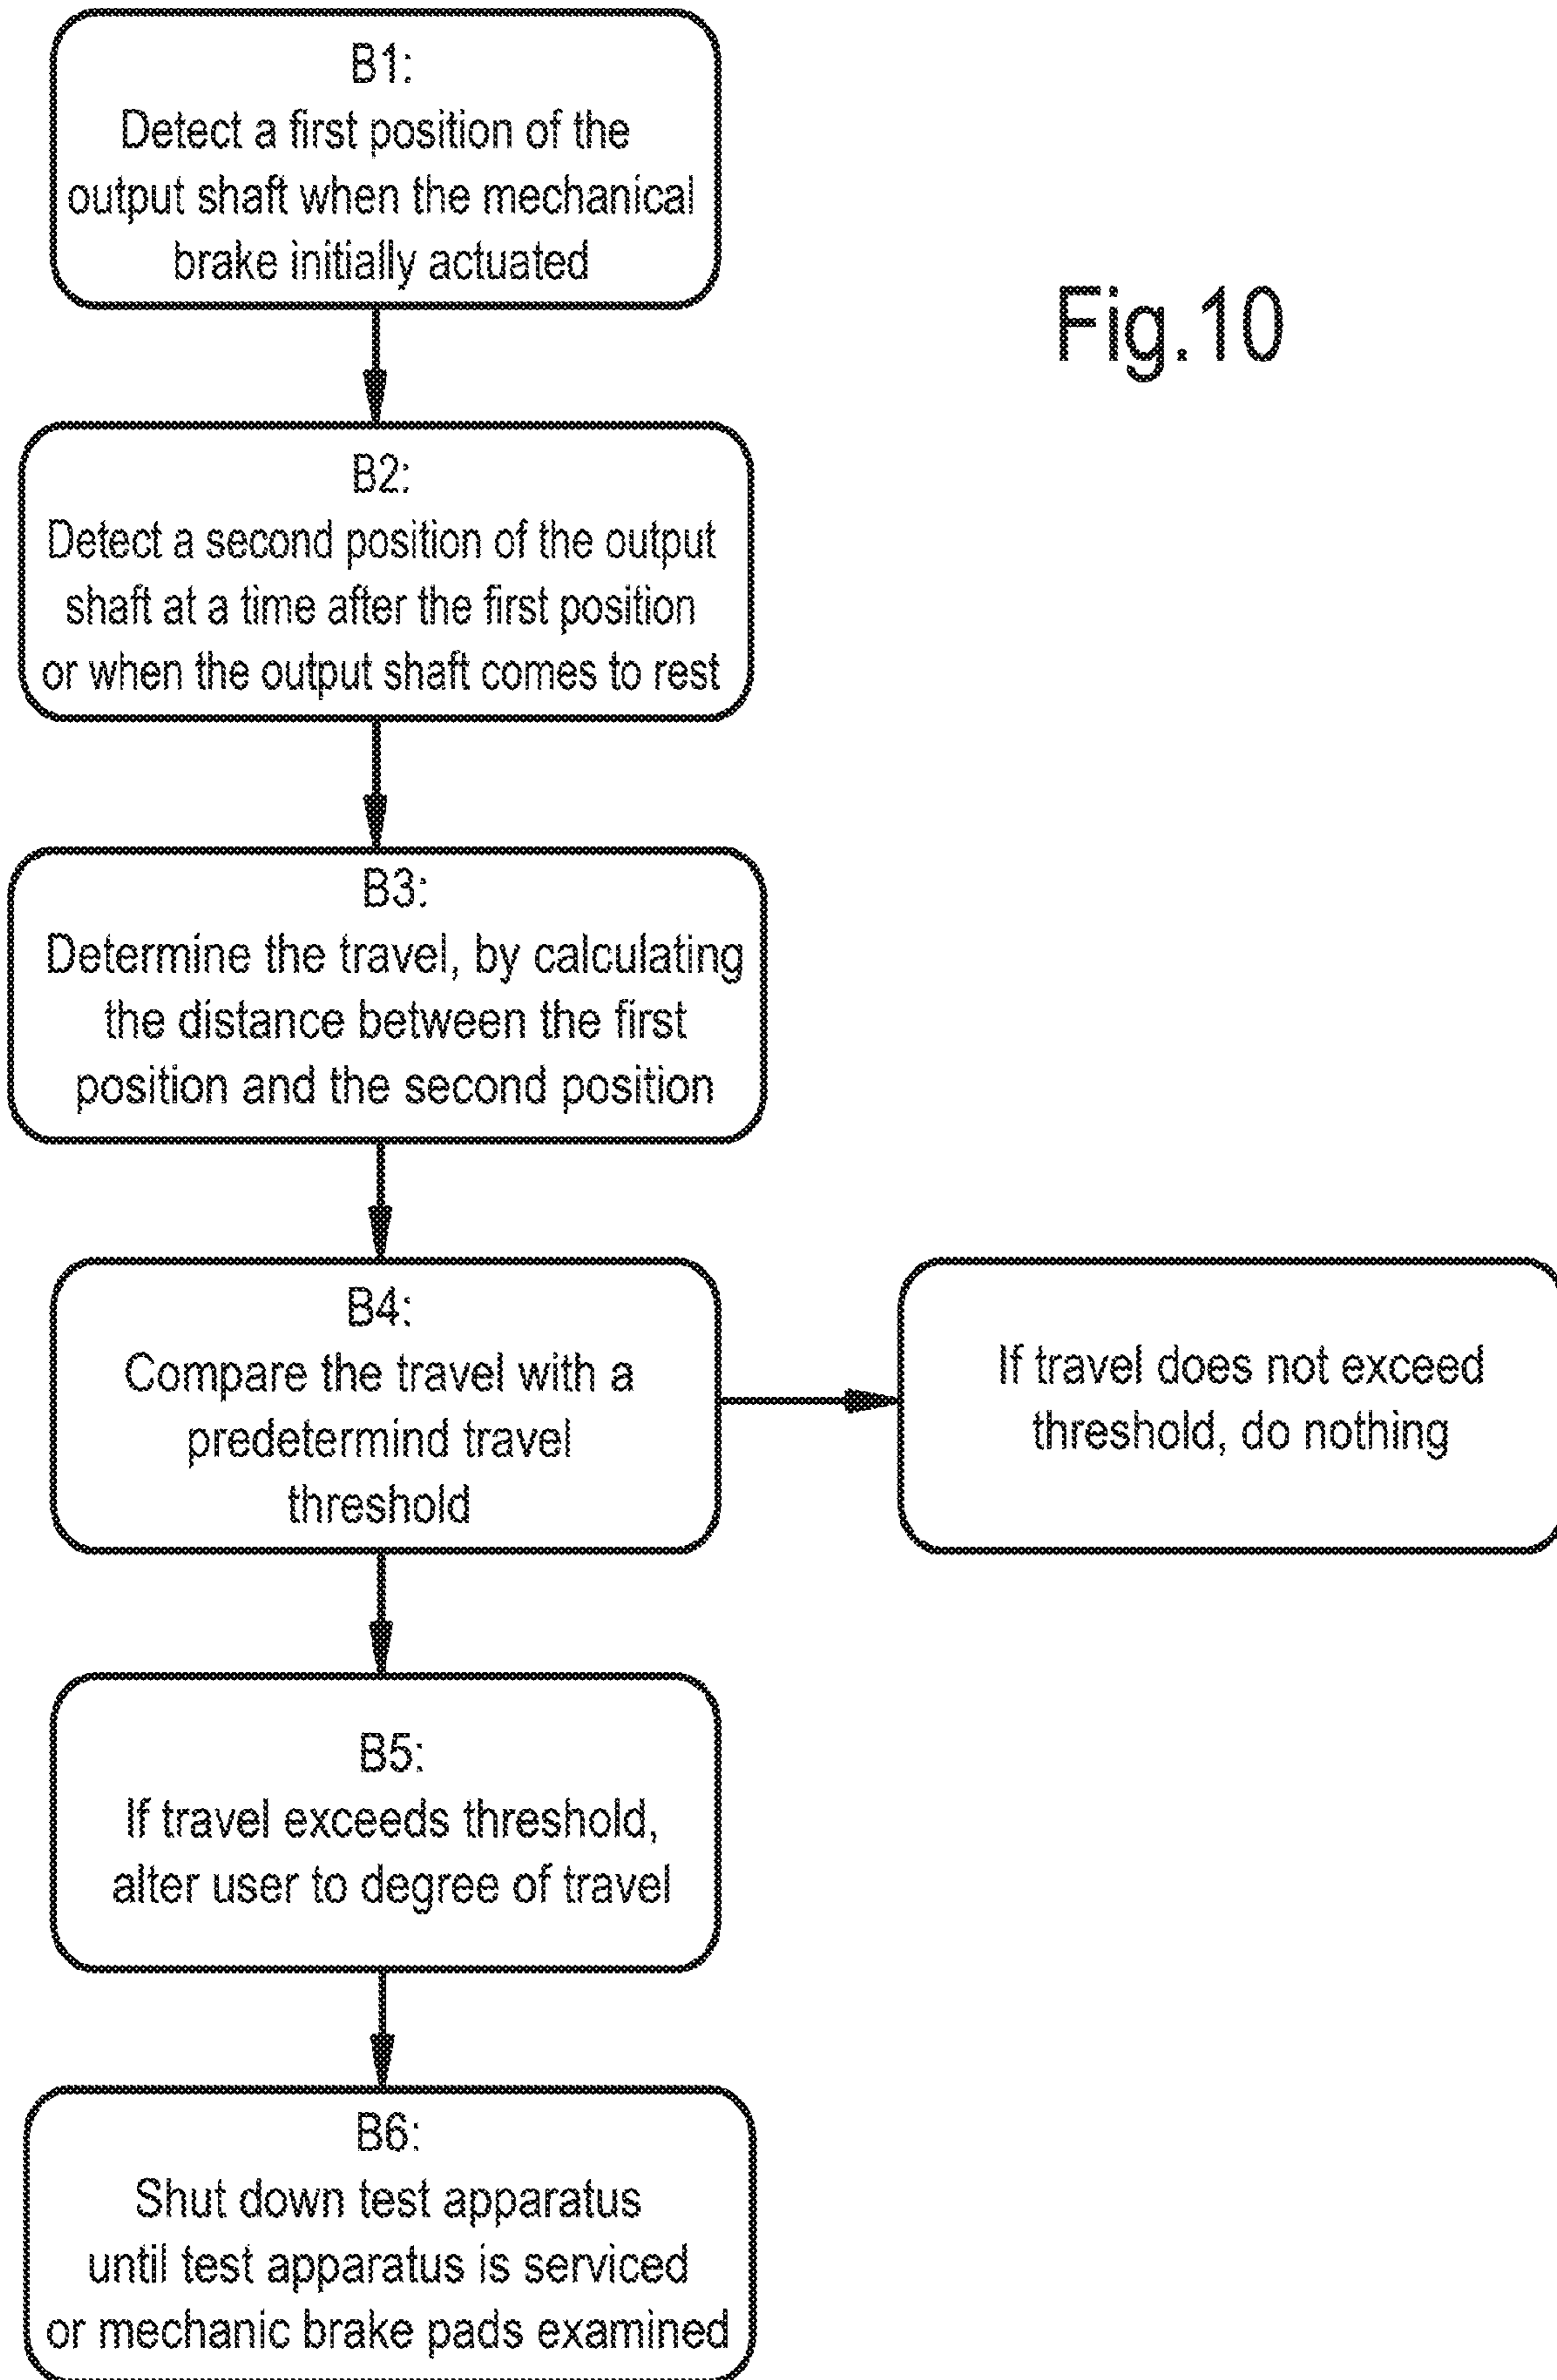 B1:
Detect a first position of the
output shaft when the mechanical
brake initially actuated
Fig.10
B2:
Detect a second position of the output
shaft at a time after the first position
or when the output shaft comes to rest
B3:
Determine the travel, by calculating
the distance between the first
position and the second position
B4:
Compare the travel with a
predetermind travel
threshold
If travel does not exceed
threshold, do nothing
B5:
If travel exceeds threshold,
alter user to degree of travel
B6:
Shut down test apparatus
until test apparatus is serviced
or mechanic brake pads examined